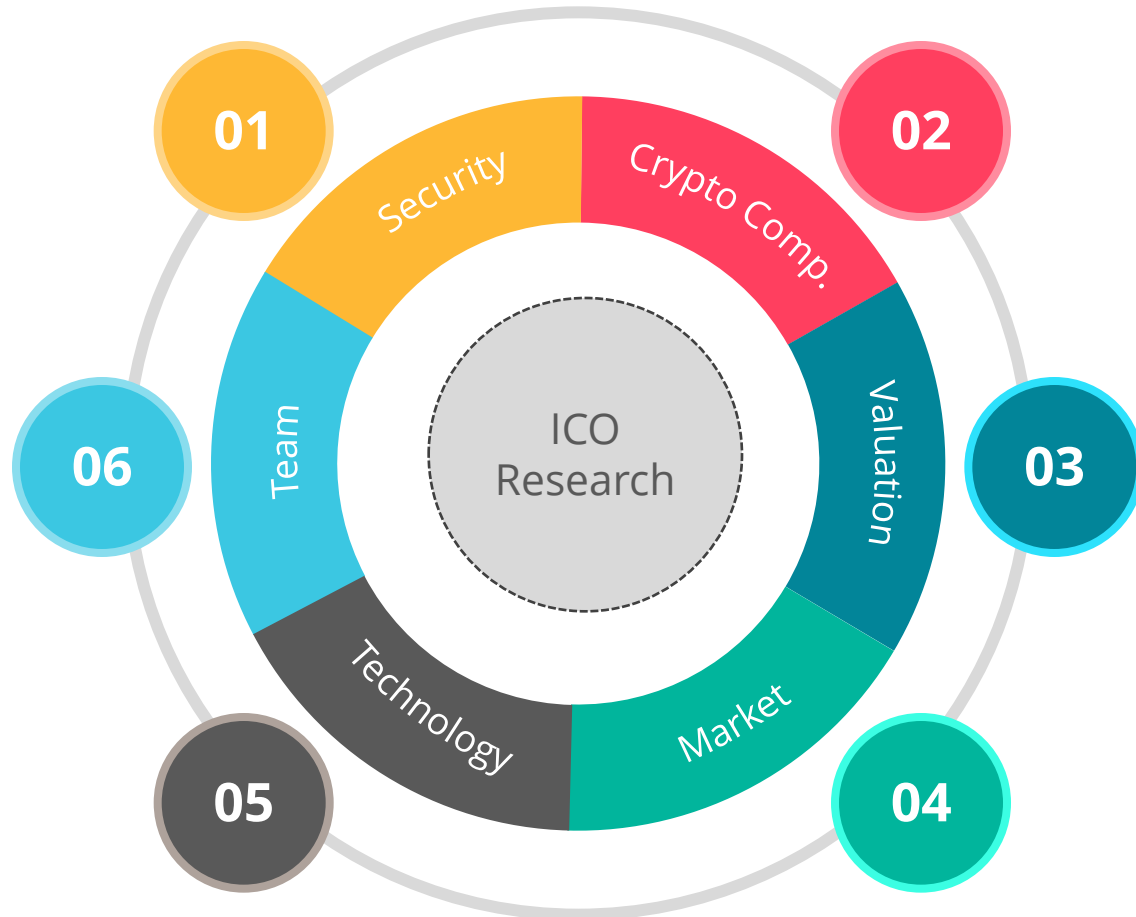 01
Security
02
Crypto Comp.
03
Valuation
04
Market
05
Technology
06
Team
ICO
Research